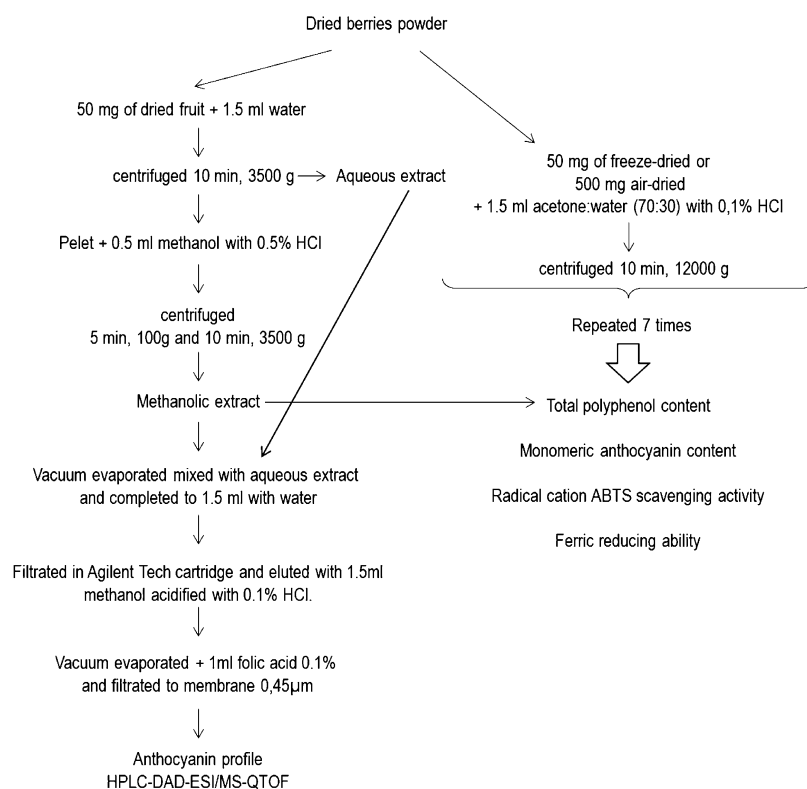 Dried berries powder
50 mg of dried fruit + 1.5 ml water
centrifuged 10 min, 3500 g
Aqueous extract
Pelet + 0.5 ml methanol with 0.5% HCl
centrifuged
5 min, 100g and 10 min, 3500 g
Methanolic extract
Vacuum evaporated mixed with aqueous extract
and completed to 1.5 ml with water
Filtrated in Agilent Tech cartridge and eluted with 1.5ml
methanol acidified with 0.1% HCl.
Vacuum evaporated + 1ml folic acid 0.1%
and filtrated to membrane 0,45µm
Anthocyanin profile
HPLC-DAD-ESI/MS-QTOF
50 mg of freeze-dried or
500 mg air-dried
+ 1.5 ml acetone:water (70:30) with 0,1% HCl
centrifuged 10 min, 12000 g
Repeated 7 times
Total polyphenol content
Monomeric anthocyanin content
Radical cation ABTS scavenging activity
Ferric reducing ability